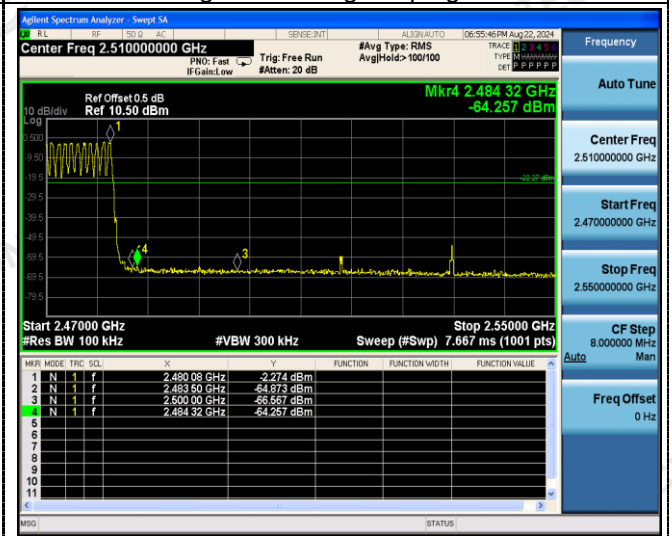 Agilent Spectrum Analyzer - Swept SA
RL RF 50 Ω AC SENSE:INT ALIGN AUTO 06:55:46 PM Aug 22, 2024
Center Freq 2.510000000 GHz
PNO: Fast
IFGain:Low
Trig: Free Run
#Atten: 20 dB
#Avg Type: RMS
Avg|Hold:>100/100
TRACE 1 2 3 4 5 6
TYPE
DET P P P P P P
Frequency
Auto Tune
Center Freq
2.510000000 GHz
Start Freq
2.470000000 GHz
Stop Freq
2.550000000 GHz
CF Step
8.000000 MHz
Auto Man
Freq Offset
0 Hz
Ref Offset 0.5 dB
10 dB/div Ref 10.50 dBm
Log
Mkr4 2.484 32 GHz
-64.257 dBm
0.500
-9.50
-19.5
-29.5
-39.5
-49.5
-59.5
-69.5
-79.5
1
4
3
-22.27 dBm
Start 2.47000 GHz Stop 2.55000 GHz
#Res BW 100 kHz #VBW 300 kHz Sweep (#Swp) 7.667 ms (1001 pts)
MKR MODE TRC SCL X Y FUNCTION FUNCTION WIDTH FUNCTION VALUE
1 N 1 f 2.480 08 GHz -2.274 dBm
2 N 1 f 2.483 50 GHz -64.873 dBm
3 N 1 f 2.500 00 GHz -66.567 dBm
4 N 1 f 2.484 32 GHz -64.257 dBm
5
6
7
8
9
10
11
MSG STATUS